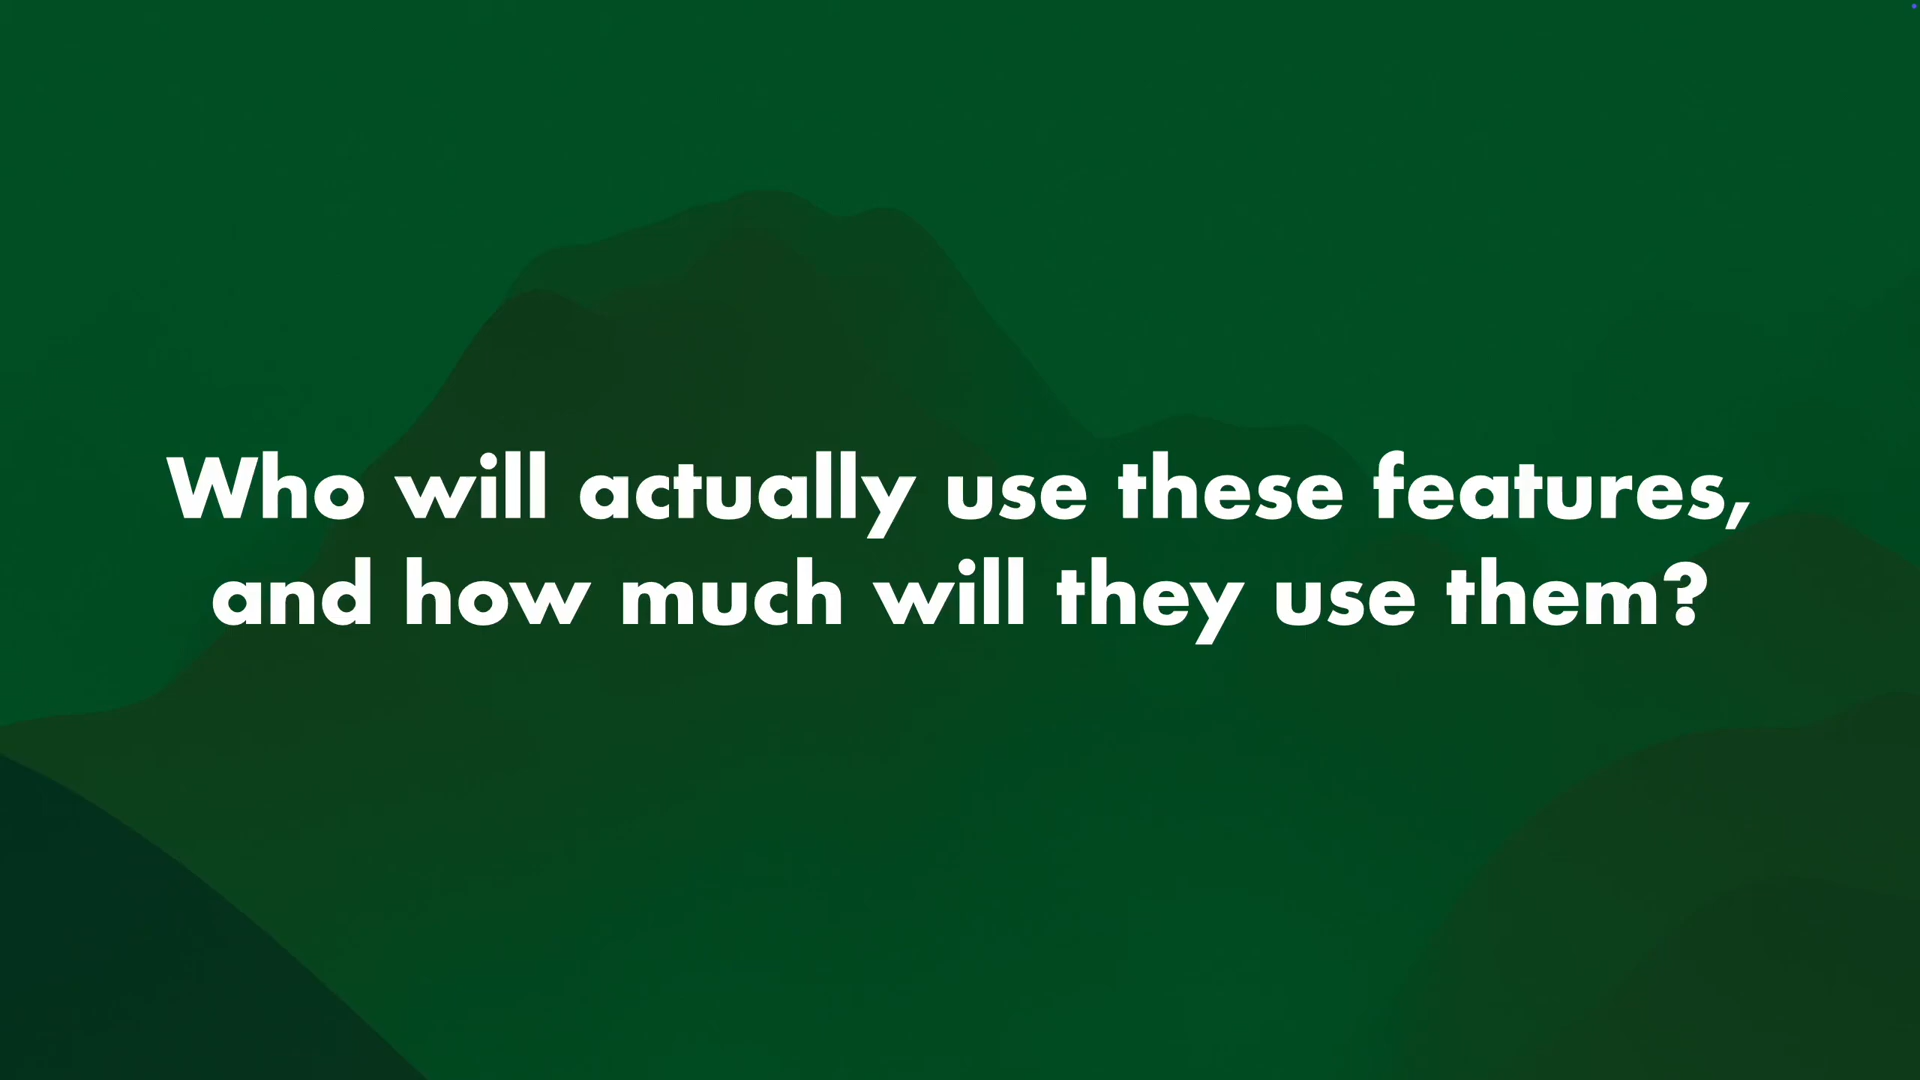 Who will actually use these features,
and how much will they use them?